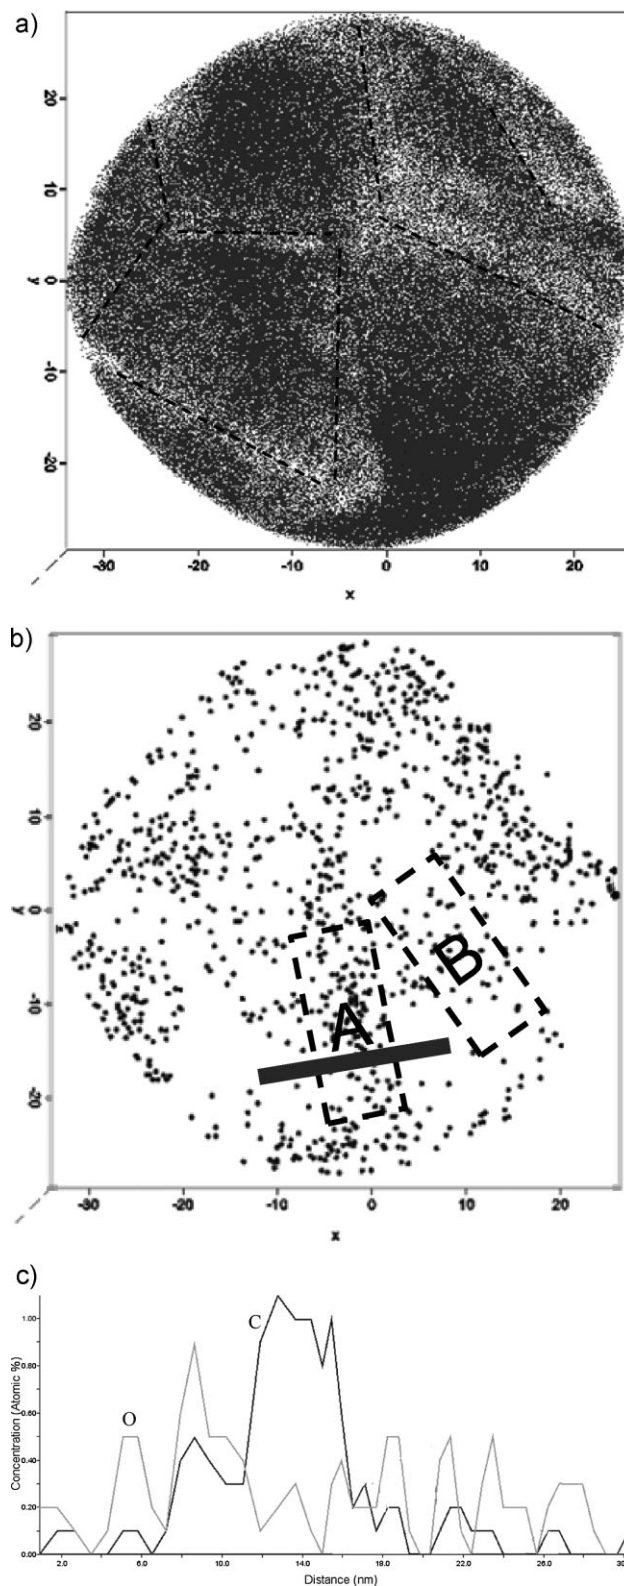 a)
20
10
y 0
-10
-20
-30 -20 -10 0 10 20
x
b)
20
10
y 0
-10
-20
A
B
-30 -20 -10 0 10 20
x
c)
Concentration (Atomic %)
1.00
0.80
0.60
0.40
0.20
0.00
C
O
2.0 6.0 10.0 14.0 18.0 22.0 26.0 30
Distance (nm)